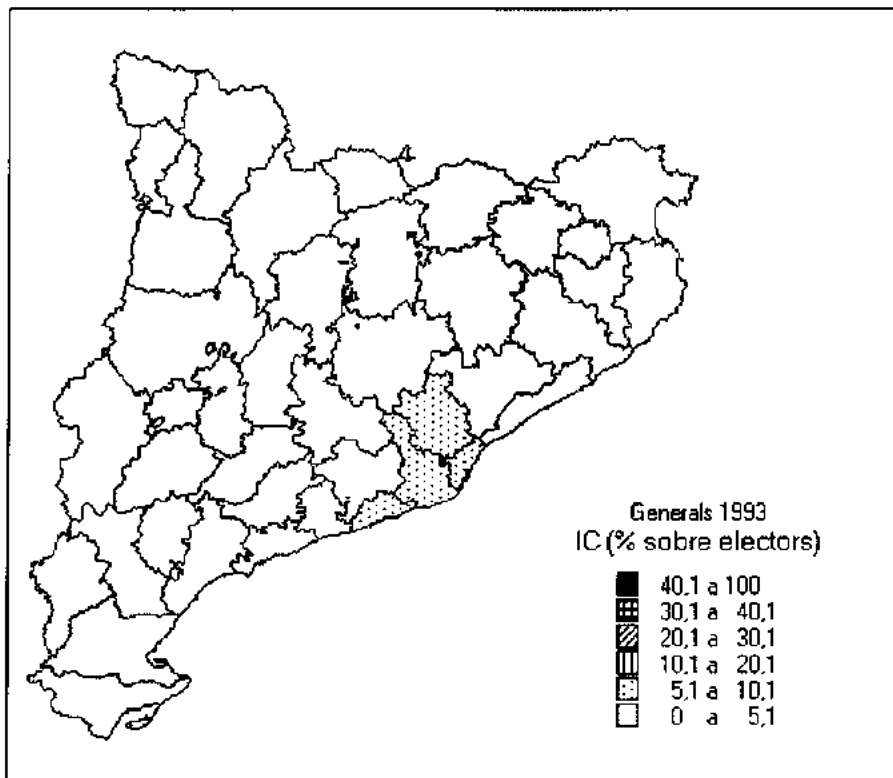 Generals 1993
IC (% sobre electors)
40,1 a 100
30,1 a 40,1
20,1 a 30,1
10,1 a 20,1
5,1 a 10,1
0 a 5,1